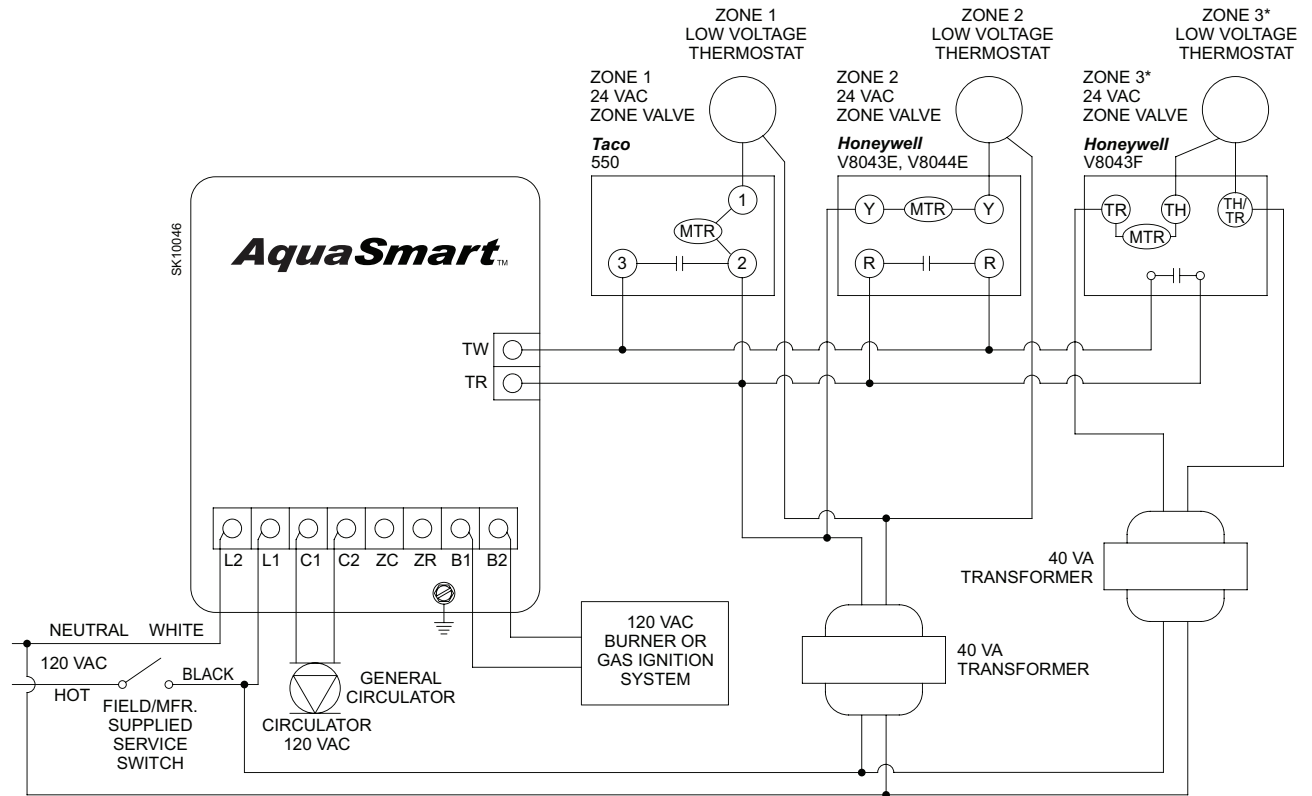 ZONE 1
LOW VOLTAGE
THERMOSTAT
ZONE 2
LOW VOLTAGE
THERMOSTAT
ZONE 3*
LOW VOLTAGE
THERMOSTAT
ZONE 1
24 VAC
ZONE VALVE
Taco
550
ZONE 2
24 VAC
ZONE VALVE
Honeywell
V8043E, V8044E
ZONE 3*
24 VAC
ZONE VALVE
Honeywell
V8043F
1
MTR
3
2
Y
MTR
Y
R
R
TR
TH
TH/
TR
MTR
SK10046
AquaSmart™
TW
TR
L2
L1
C1
C2
ZC
ZR
B1
B2
NEUTRAL WHITE
120 VAC
HOT
BLACK
FIELD/MFR.
SUPPLIED
SERVICE
SWITCH
GENERAL
CIRCULATOR
CIRCULATOR
120 VAC
120 VAC
BURNER OR
GAS IGNITION
SYSTEM
40 VA
TRANSFORMER
40 VA
TRANSFORMER